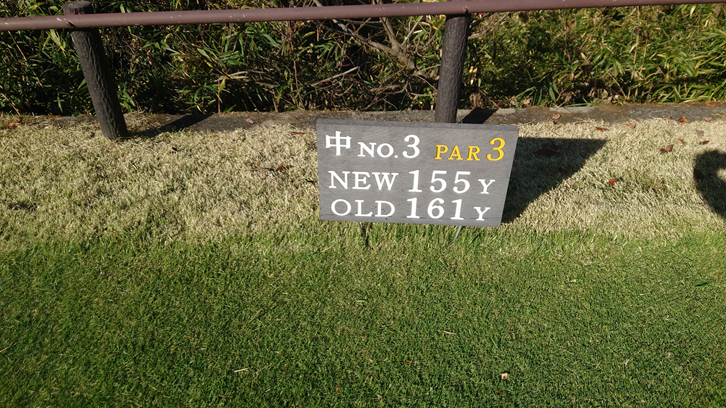 中 NO.3 PAR 3
NEW 155Y
OLD 161Y